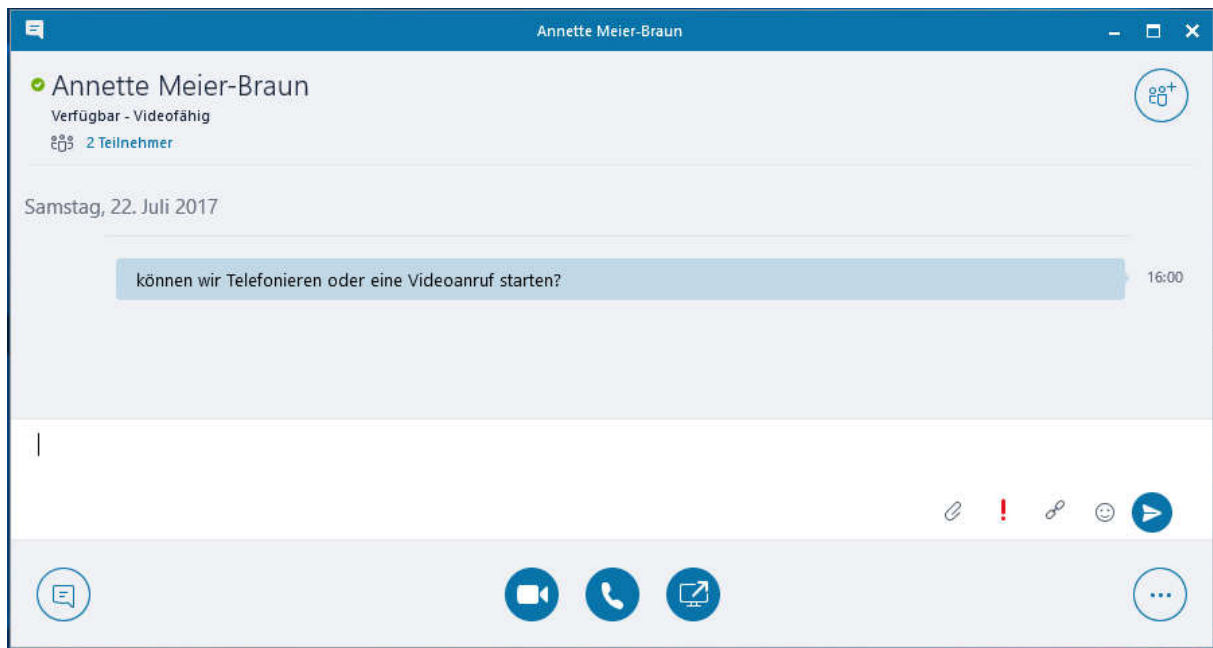 Annette Meier-Braun
Annette Meier-Braun
Verfügbar - Videofähig
2 Teilnehmer
Samstag, 22. Juli 2017
können wir Telefonieren oder eine Videoanruf starten?
16:00